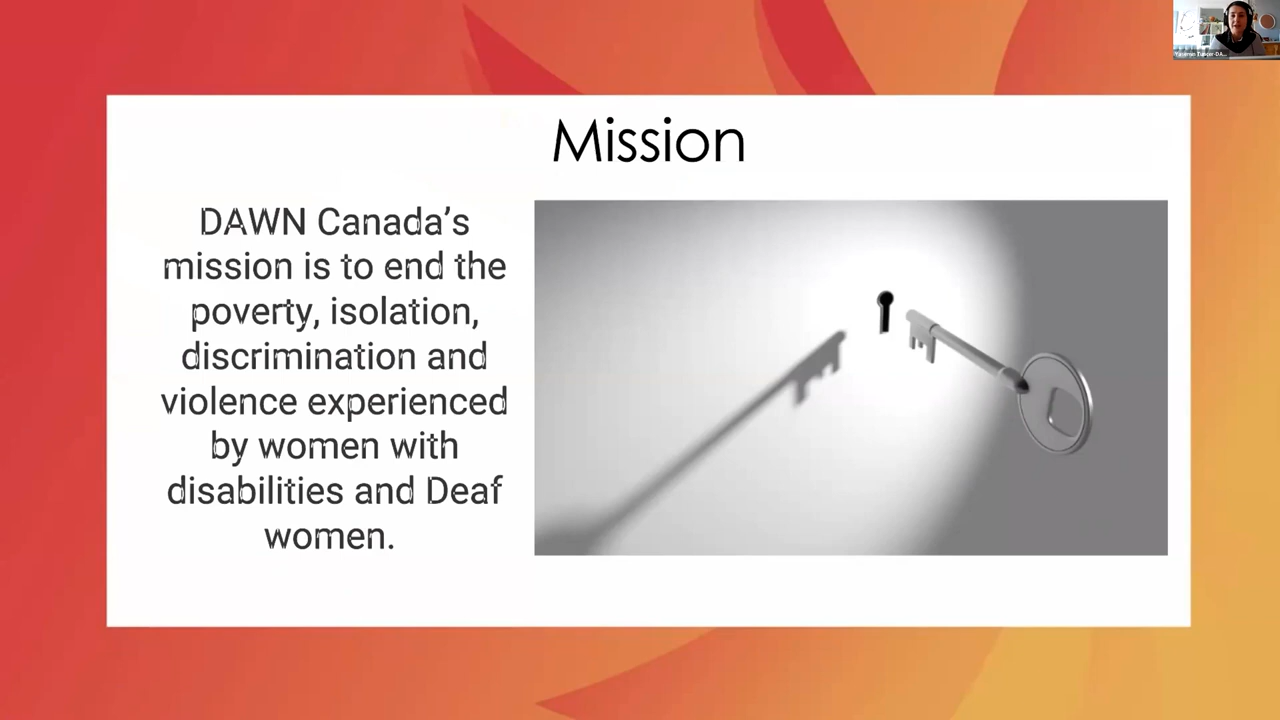 Mission
DAWN Canada’s
mission is to end the
poverty, isolation,
discrimination and
violence experienced
by women with
disabilities and Deaf
women.